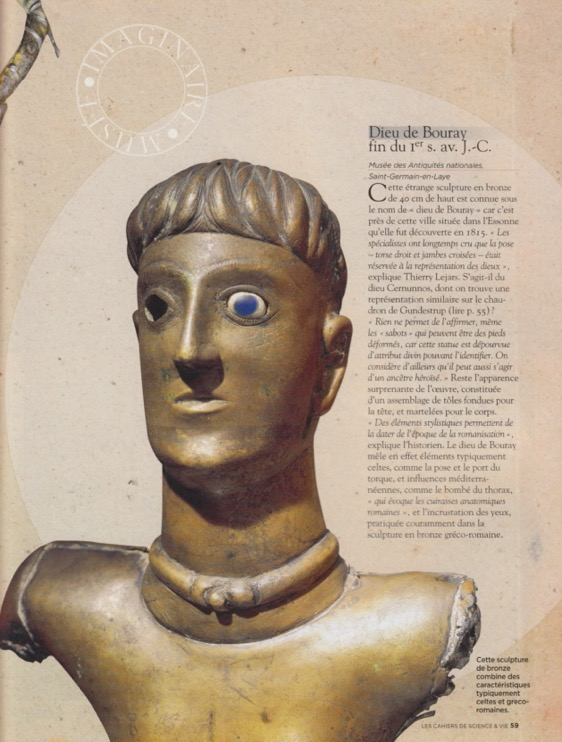 IMAGINAIRE • MUSÉE •
Dieu de Bouray
fin du Ier s. av. J.-C.
Musée des Antiquités nationales,
Saint-Germain-en-Laye
Cette étrange sculpture en bronze
de 40 cm de haut est connue sous
le nom de « dieu de Bouray » car c'est
près de cette ville située dans l'Essonne
qu'elle fut découverte en 1815. « Les
spécialistes ont longtemps cru que la pose
– torse droit et jambes croisées – était
réservée à la représentation des dieux »,
explique Thierry Lejars. S'agit-il du
dieu Cernunnos, dont on trouve une
représentation similaire sur le chau-
dron de Gundestrup (lire p. 55) ?
« Rien ne permet de l'affirmer, même
les « sabots » qui peuvent être des pieds
déformés, car cette statue est dépourvue
d'attribut divin pouvant l'identifier. On
considère d'ailleurs qu'il peut aussi s'agir
d'un ancêtre héroïsé. » Reste l'apparence
surprenante de l'œuvre, constituée
d'un assemblage de tôles fondues pour
la tête, et martelées pour le corps.
« Des éléments stylistiques permettent de
la dater de l'époque de la romanisation »,
explique l'historien. Le dieu de Bouray
mêle en effet éléments typiquement
celtes, comme la pose et le port du
torque, et influences méditerra-
néennes, comme le bombé du thorax,
« qui évoque les cuirasses anatomiques
romaines », et l'incrustation des yeux,
pratiquée couramment dans la
sculpture en bronze gréco-romaine.
Cette sculpture
de bronze
combine des
caractéristiques
typiquement
celtes et greco-
romaines.
LES CAHIERS DE SCIENCE & VIE 59